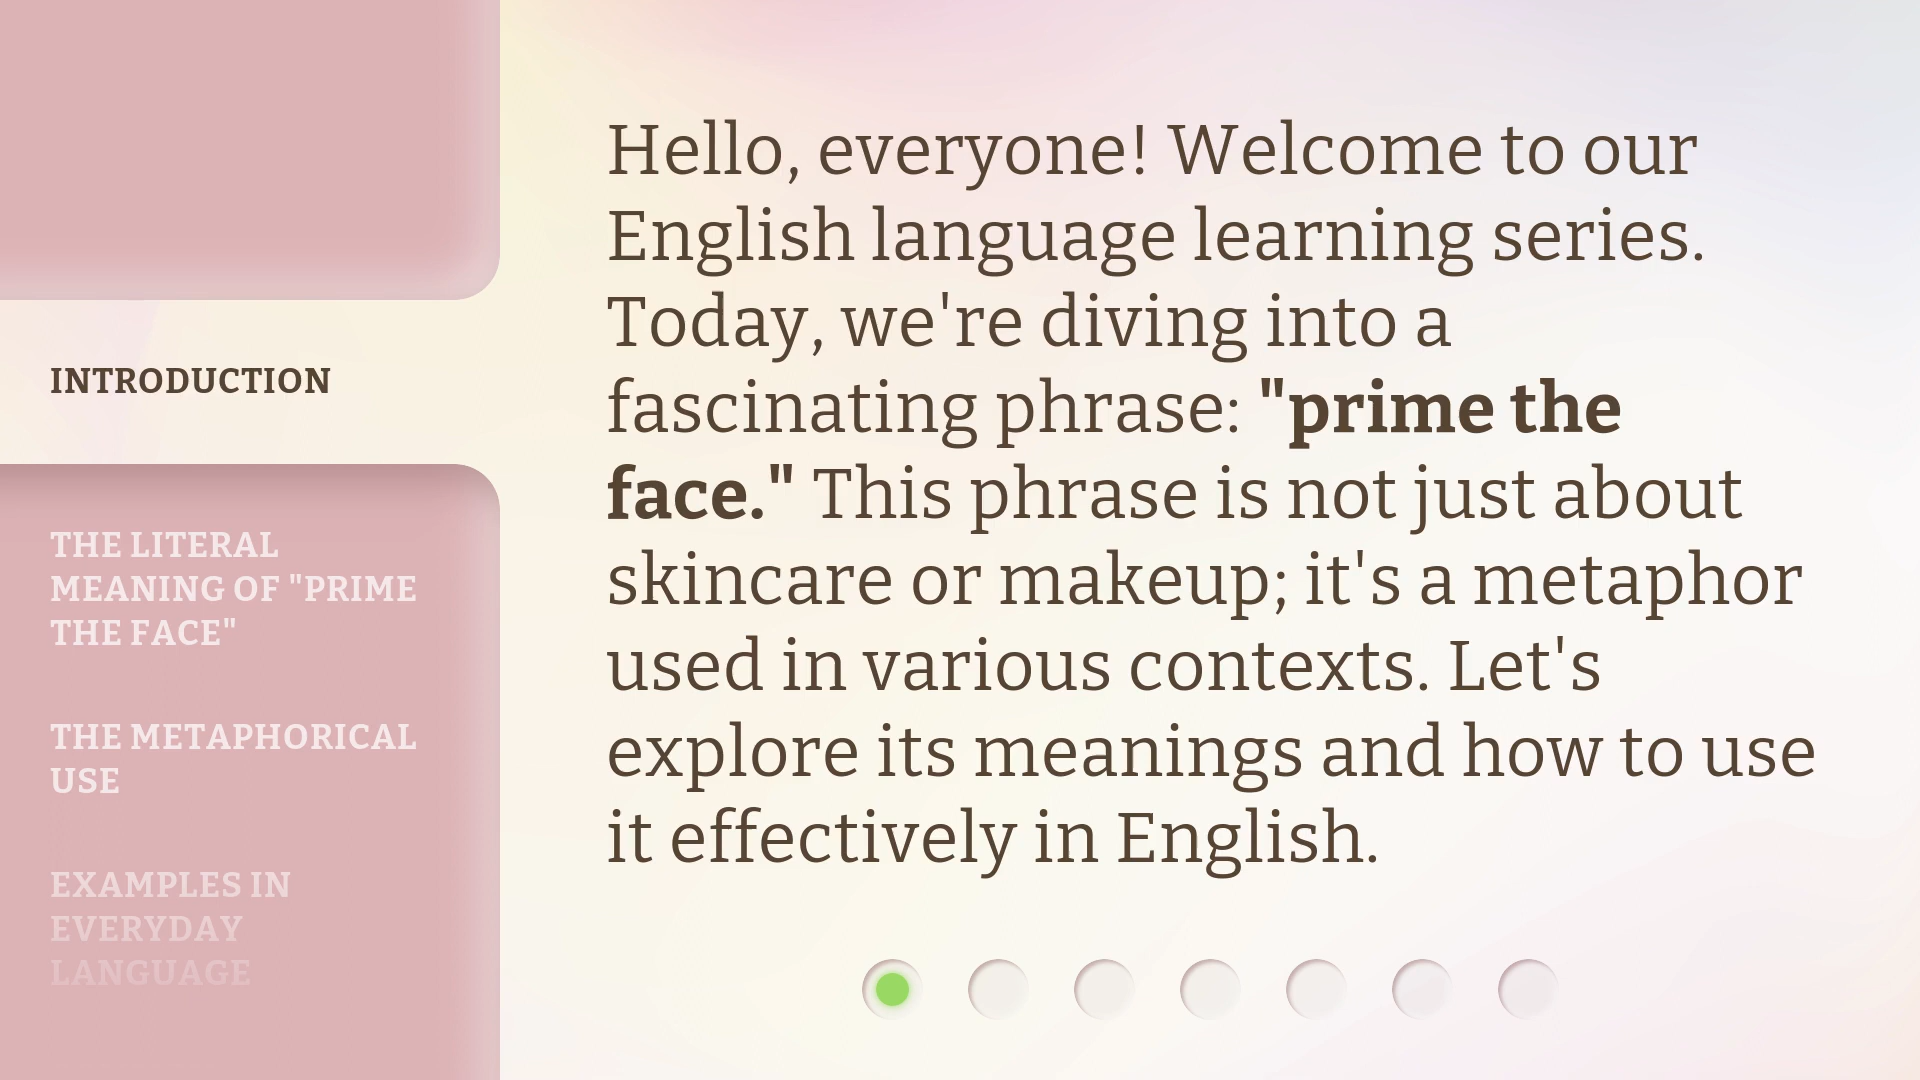 INTRODUCTION
THE LITERAL
MEANING OF "PRIME
THE FACE"
THE METAPHORICAL
USE
EXAMPLES IN
EVERYDAY
LANGUAGE
Hello, everyone! Welcome to our
English language learning series.
Today, we're diving into a
fascinating phrase: "prime the
face." This phrase is not just about
skincare or makeup; it's a metaphor
used in various contexts. Let's
explore its meanings and how to use
it effectively in English.